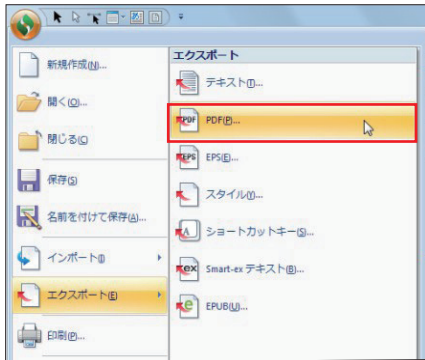 新規作成(N)...
開く(O)...
閉じる(C)
保存(S)
名前を付けて保存(A)...
インポート(I)
エクスポート(E)
印刷(P)...
エクスポート
テキスト(T)...
PDF PDF(P)...
EPS EPS(E)...
スタイル(Y)...
A ショートカットキー(S)...
ex Smart-ex テキスト(B)...
e EPUB(U)...